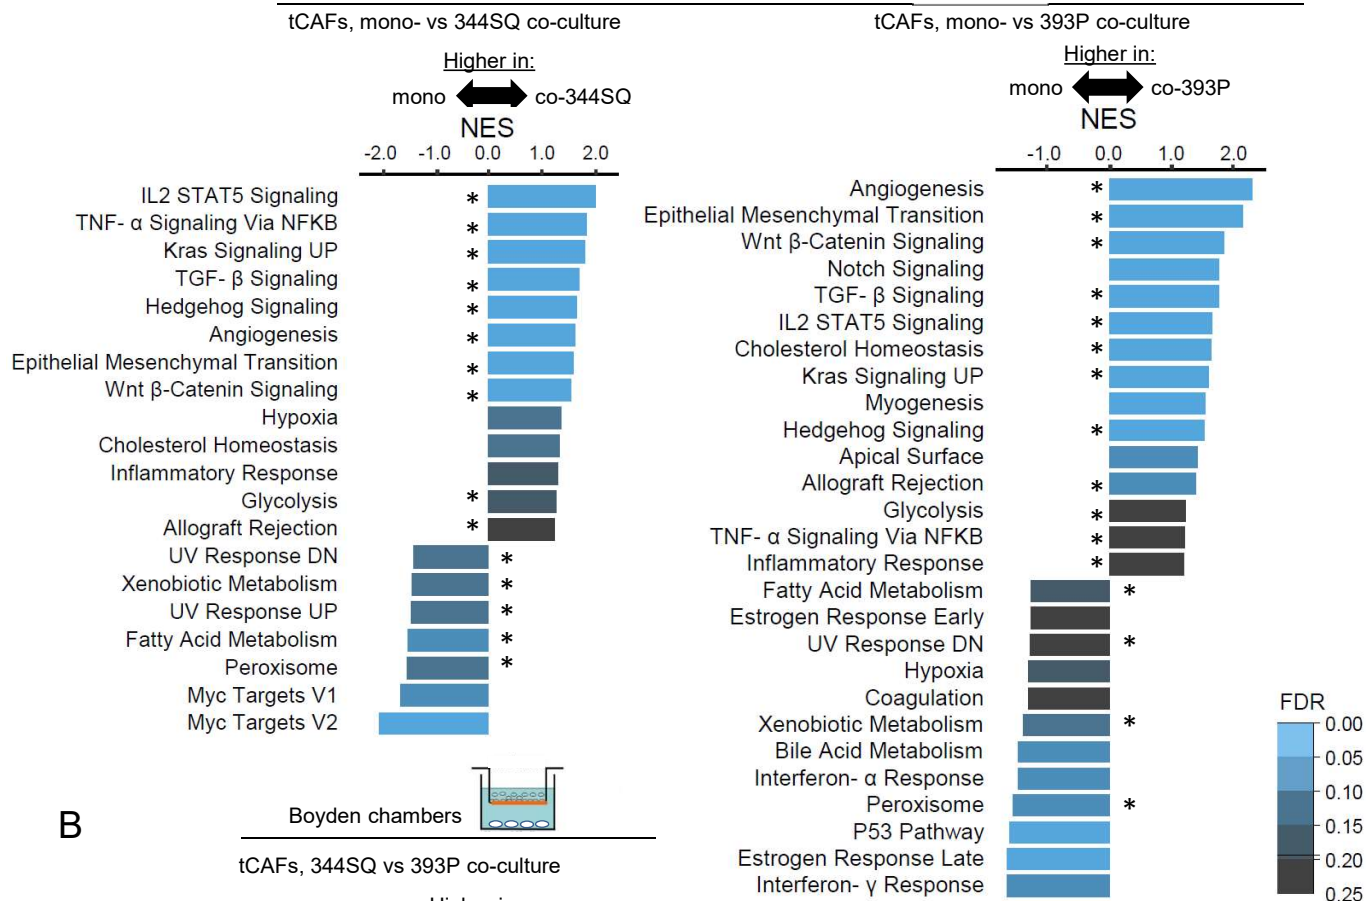 tCAFs, mono- vs 344SQ co-culture
Higher in:
mono co-344SQ
NES
-2.0 -1.0 0.0 1.0 2.0
IL2 STAT5 Signaling *
TNF- α Signaling Via NFKB *
Kras Signaling UP *
TGF- β Signaling *
Hedgehog Signaling *
Angiogenesis *
Epithelial Mesenchymal Transition *
Wnt β-Catenin Signaling *
Hypoxia
Cholesterol Homeostasis
Inflammatory Response
Glycolysis *
Allograft Rejection *
UV Response DN *
Xenobiotic Metabolism *
UV Response UP *
Fatty Acid Metabolism *
Peroxisome *
Myc Targets V1
Myc Targets V2
tCAFs, mono- vs 393P co-culture
Higher in:
mono co-393P
NES
-1.0 0.0 1.0 2.0
Angiogenesis *
Epithelial Mesenchymal Transition *
Wnt β-Catenin Signaling *
Notch Signaling
TGF- β Signaling *
IL2 STAT5 Signaling *
Cholesterol Homeostasis *
Kras Signaling UP *
Myogenesis
Hedgehog Signaling *
Apical Surface
Allograft Rejection *
Glycolysis *
TNF- α Signaling Via NFKB *
Inflammatory Response *
Fatty Acid Metabolism *
Estrogen Response Early
UV Response DN *
Hypoxia
Coagulation
Xenobiotic Metabolism *
Bile Acid Metabolism
Interferon- α Response
Peroxisome *
P53 Pathway
Estrogen Response Late
Interferon- γ Response
FDR
0.00
0.05
0.10
0.15
0.20
0.25
B
Boyden chambers
tCAFs, 344SQ vs 393P co-culture